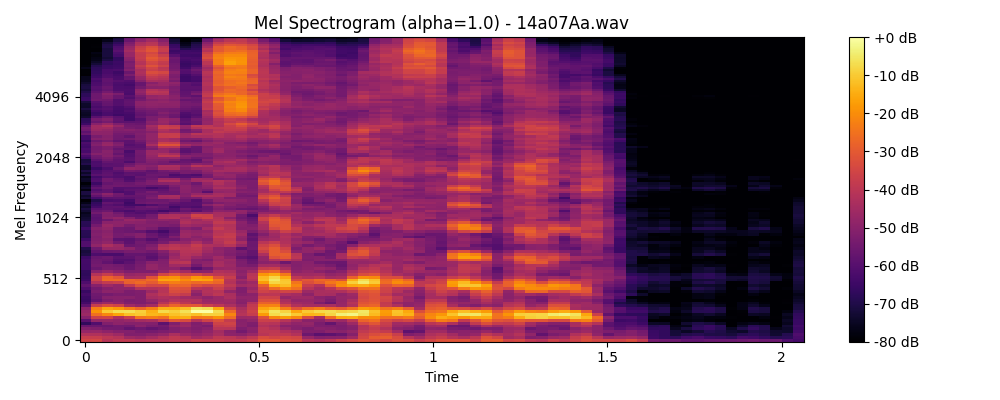 Mel Spectrogram (alpha=1.0) - 14a07Aa.wav
+0 dB
-10 dB
4096
-20 dB
2048
-30 dB
-40 dB
Mel Frequency
1024
-50 dB
512
-60 dB
-70 dB
0
-80 dB
0 0.5 1 1.5 2
Time